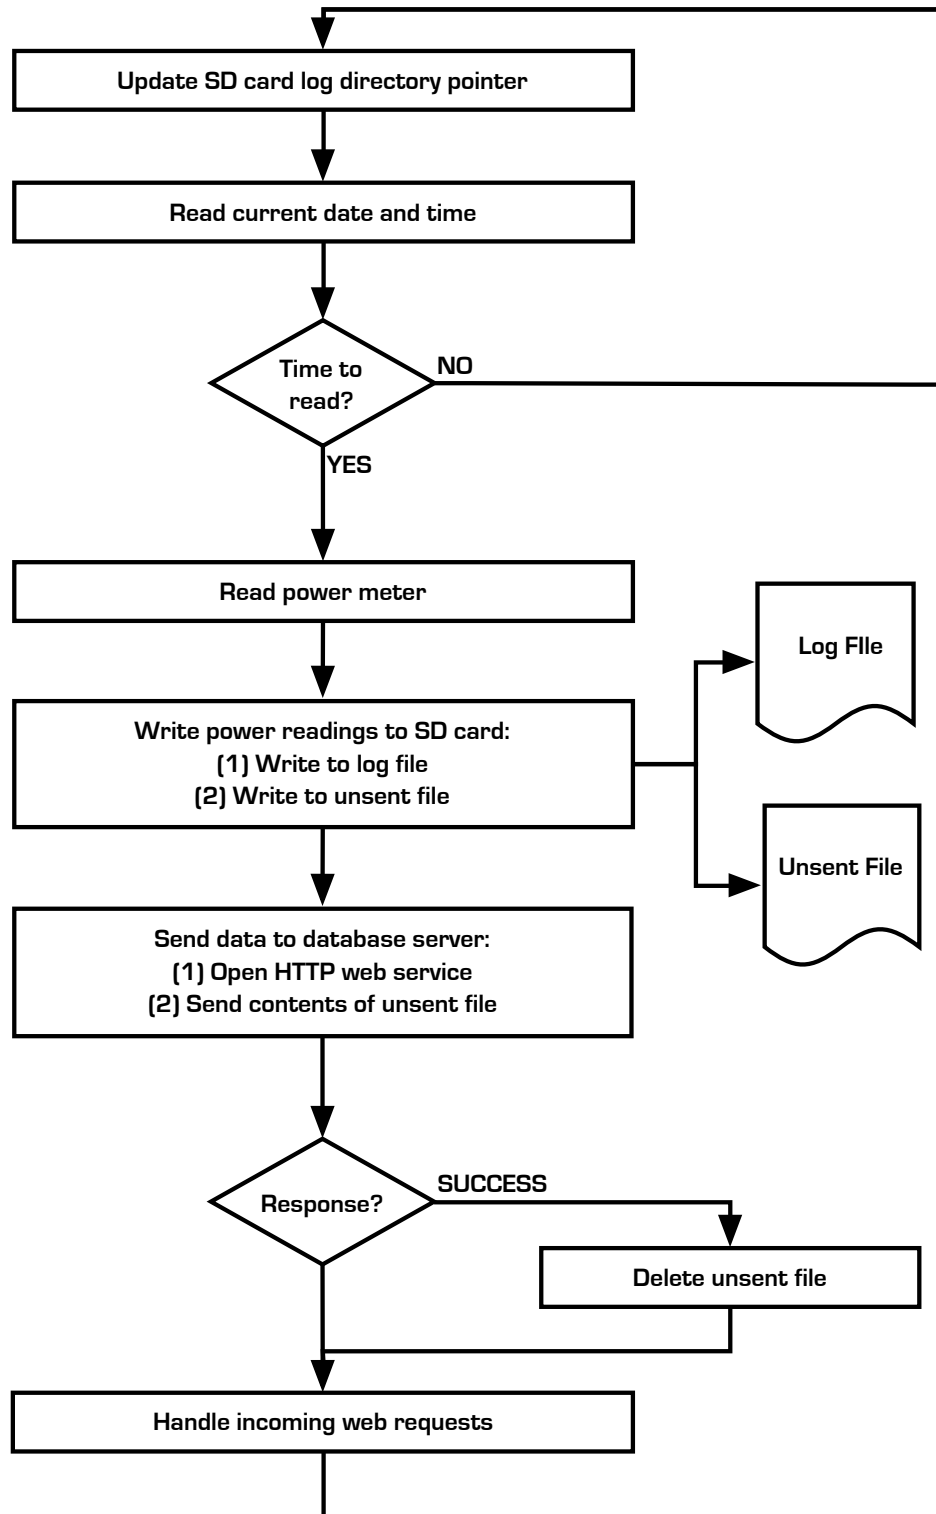 Update SD card log directory pointer
Read current date and time
Time to
read?
NO
YES
Read power meter
Log FIle
Write power readings to SD card:
(1) Write to log file
(2) Write to unsent file
Unsent File
Send data to database server:
(1) Open HTTP web service
(2) Send contents of unsent file
SUCCESS
Response?
Delete unsent file
Handle incoming web requests